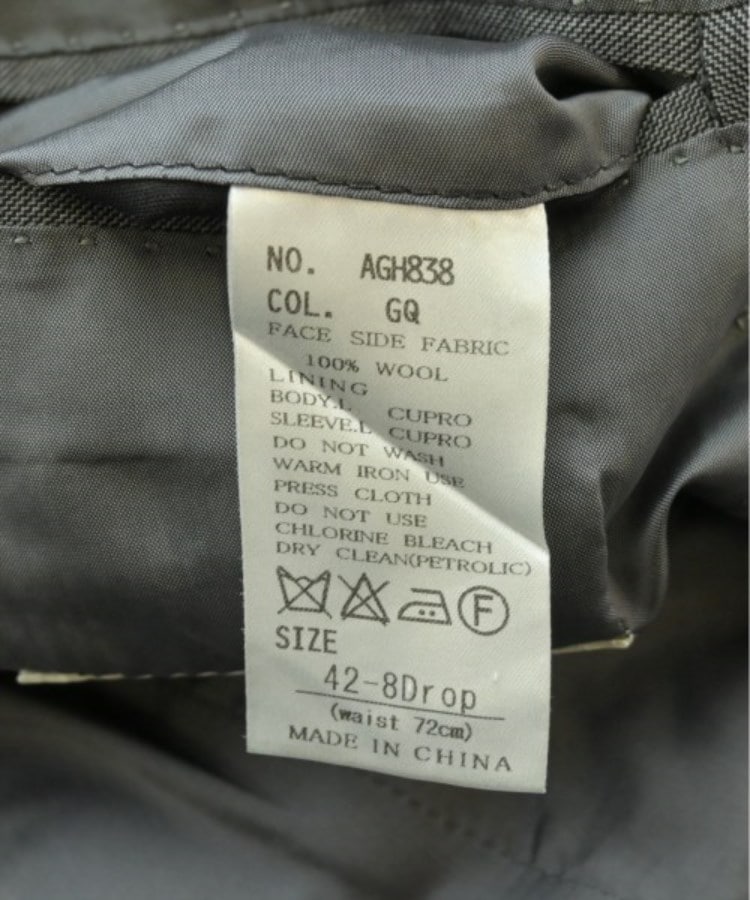 NO. AGH838
COL. GQ
FACE SIDE FABRIC
100% WOOL
LINING
BODY.L CUPRO
SLEEVE.L CUPRO
DO NOT WASH
WARM IRON USE
PRESS CLOTH
DO NOT USE
CHLORINE BLEACH
DRY CLEAN(PETROLIC)
F
SIZE
42-8Drop
(waist 72cm)
MADE IN CHINA